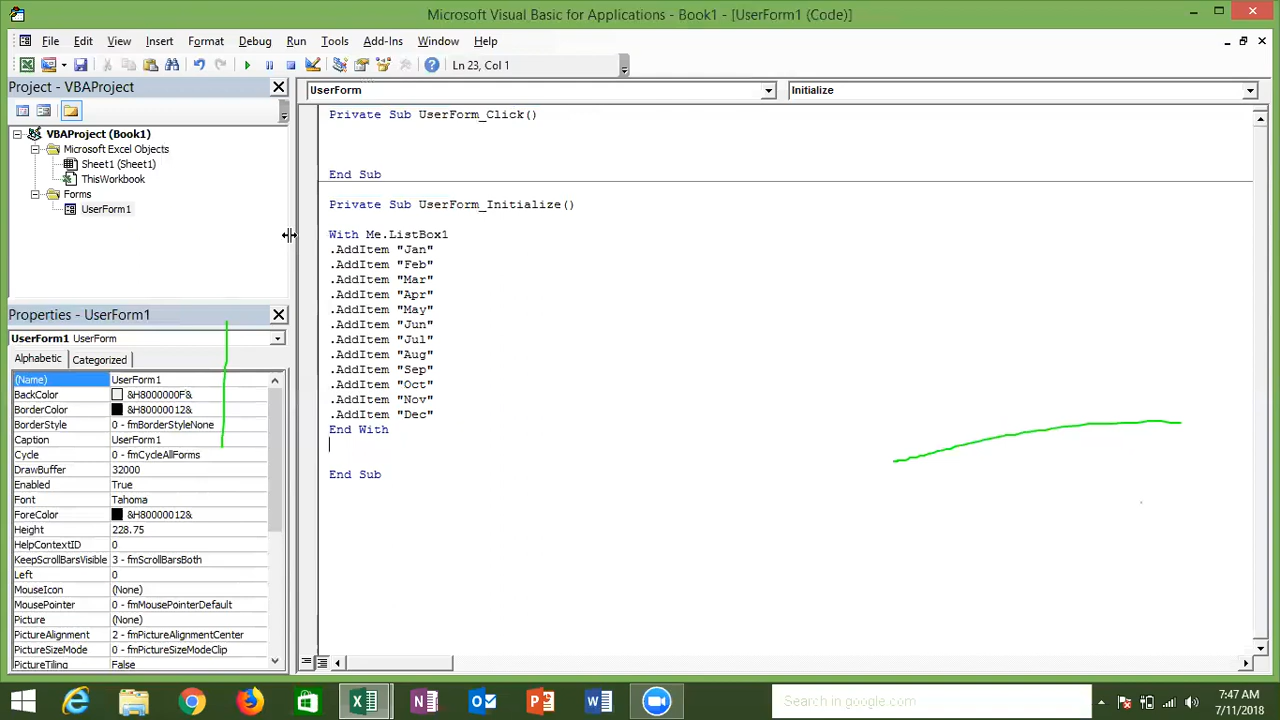 Microsoft Visual Basic for Applications - Book1 - [UserForm1 (Code)]
File Edit View Insert Format Debug Run Tools Add-Ins Window Help
Ln 23, Col 1
Project - VBAProject
VBAProject (Book1)
Microsoft Excel Objects
Sheet1 (Sheet1)
ThisWorkbook
Forms
UserForm1
Properties - UserForm1
UserForm1 UserForm
Alphabetic Categorized
(Name) UserForm1
BackColor &H8000000F&
BorderColor &H80000012&
BorderStyle 0 - fmBorderStyleNone
Caption UserForm1
Cycle 0 - fmCycleAllForms
DrawBuffer 32000
Enabled True
Font Tahoma
ForeColor &H80000012&
Height 228.75
HelpContextID 0
KeepScrollBarsVisible 3 - fmScrollBarsBoth
Left 0
MouseIcon (None)
MousePointer 0 - fmMousePointerDefault
Picture (None)
PictureAlignment 2 - fmPictureAlignmentCenter
PictureSizeMode 0 - fmPictureSizeModeClip
PictureTiling False
UserForm Initialize
Private Sub UserForm_Click()
End Sub
Private Sub UserForm_Initialize()
With Me.ListBox1
.AddItem "Jan"
.AddItem "Feb"
.AddItem "Mar"
.AddItem "Apr"
.AddItem "May"
.AddItem "Jun"
.AddItem "Jul"
.AddItem "Aug"
.AddItem "Sep"
.AddItem "Oct"
.AddItem "Nov"
.AddItem "Dec"
End With
End Sub
Search in google.com
7:47 AM
7/11/2018